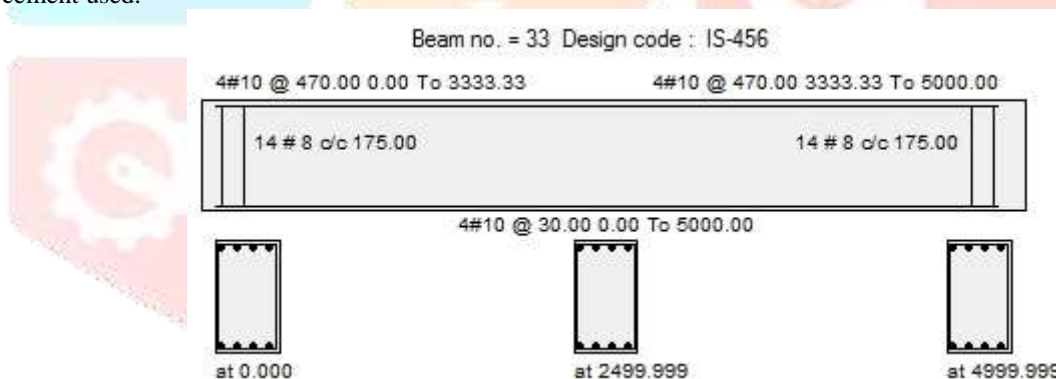 cement used.
Beam no. = 33 Design code : IS-456
4#10 @ 470.00 0.00 To 3333.33 4#10 @ 470.00 3333.33 To 5000.00
14 # 8 c/c 175.00 14 # 8 c/c 175.00
4#10 @ 30.00 0.00 To 5000.00
at 0.000 at 2499.999 at 4999.999